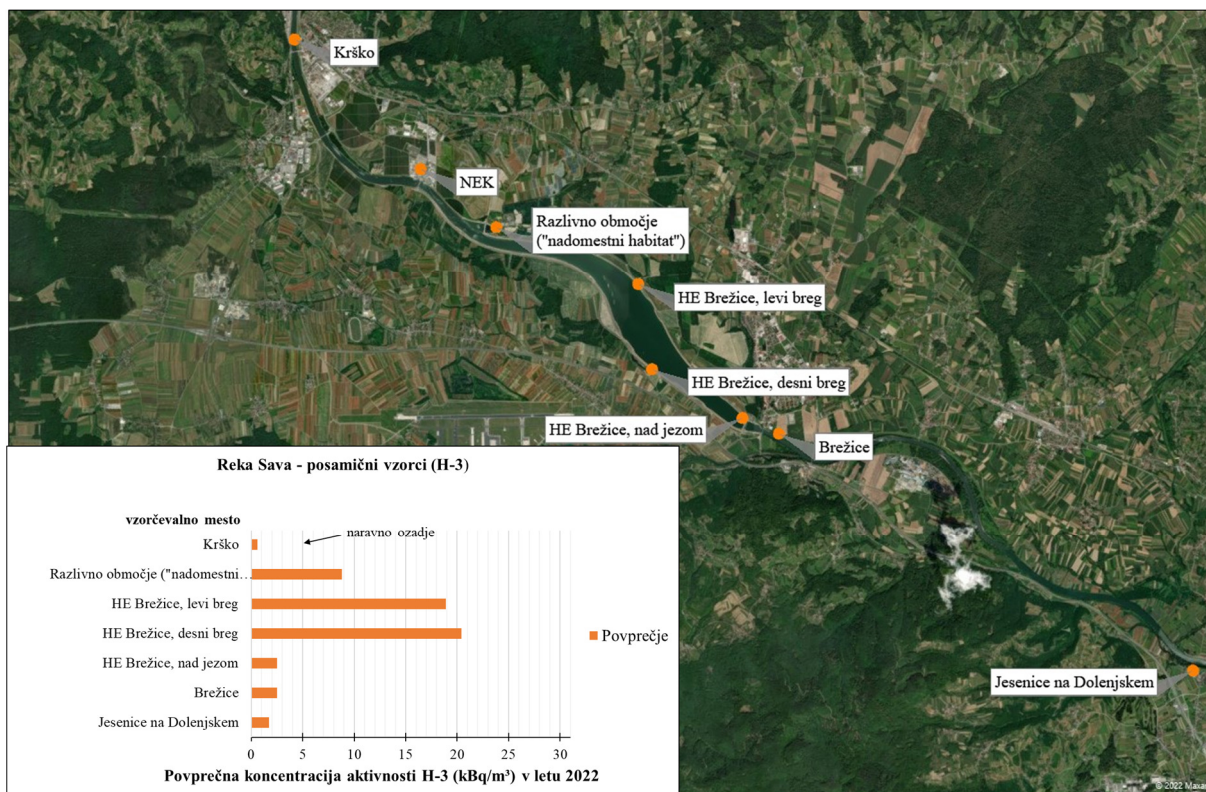 Krško
NEK
Razlivno območje
("nadomestni habitat")
HE Brežice, levi breg
HE Brežice, desni breg
HE Brežice, nad jezom
Brežice
Jesenice na Dolenjskem
Reka Sava - posamični vzorci (H-3)
vzorčevalno mesto
naravno ozadje
Krško
Razlivno območje ("nadomestni…
HE Brežice, levi breg
HE Brežice, desni breg
HE Brežice, nad jezom
Brežice
Jesenice na Dolenjskem
Povprečje
0 5 10 15 20 25 30
Povprečna koncentracija aktivnosti H-3 (kBq/m³) v letu 2022
© 2022 Maxar